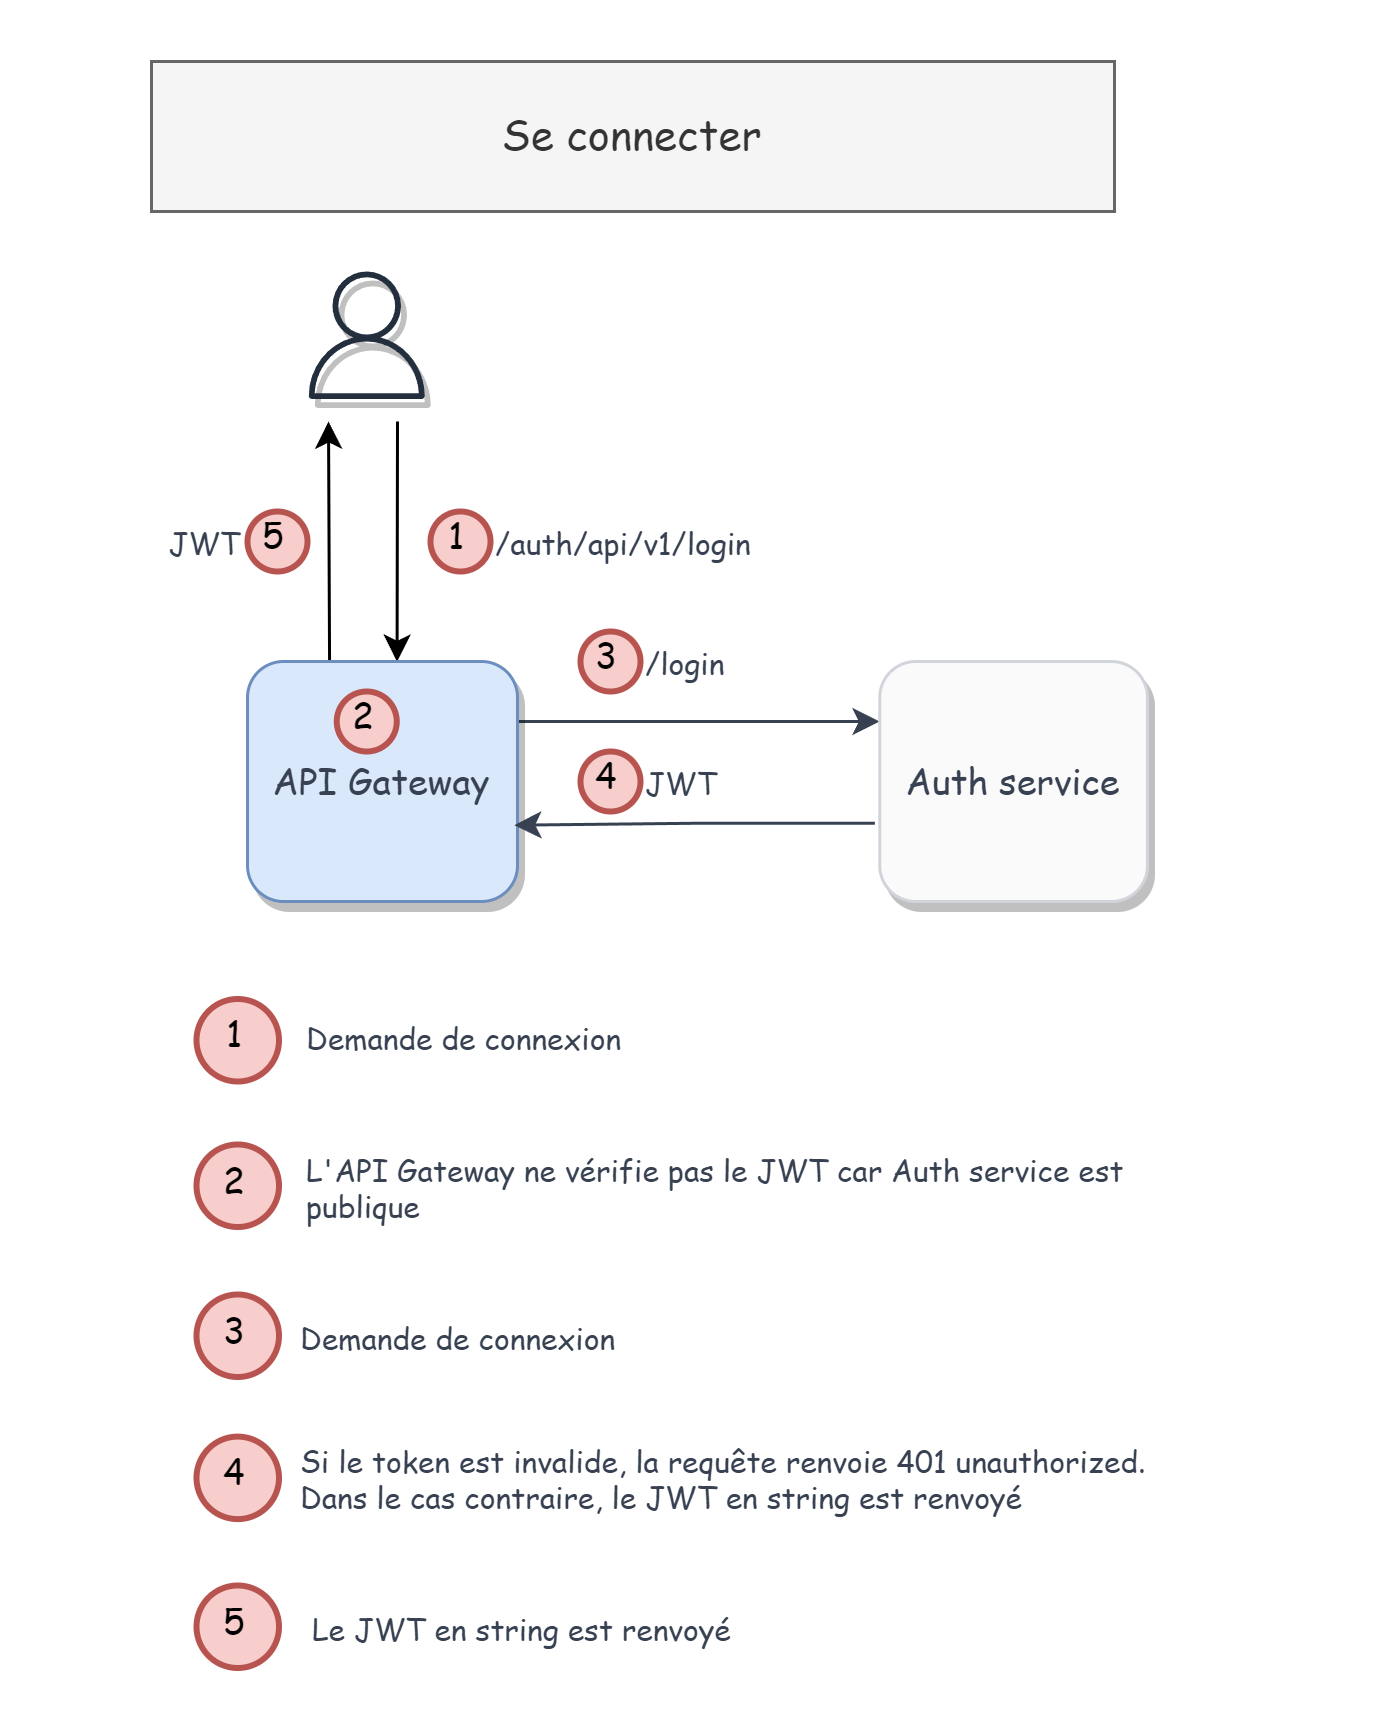 Se connecter
JWT 5
1 /auth/api/v1/login
3 /login
2
API Gateway
4 JWT
Auth service
1 Demande de connexion
2 L'API Gateway ne vérifie pas le JWT car Auth service est
publique
3 Demande de connexion
4 Si le token est invalide, la requête renvoie 401 unauthorized.
Dans le cas contraire, le JWT en string est renvoyé
5 Le JWT en string est renvoyé